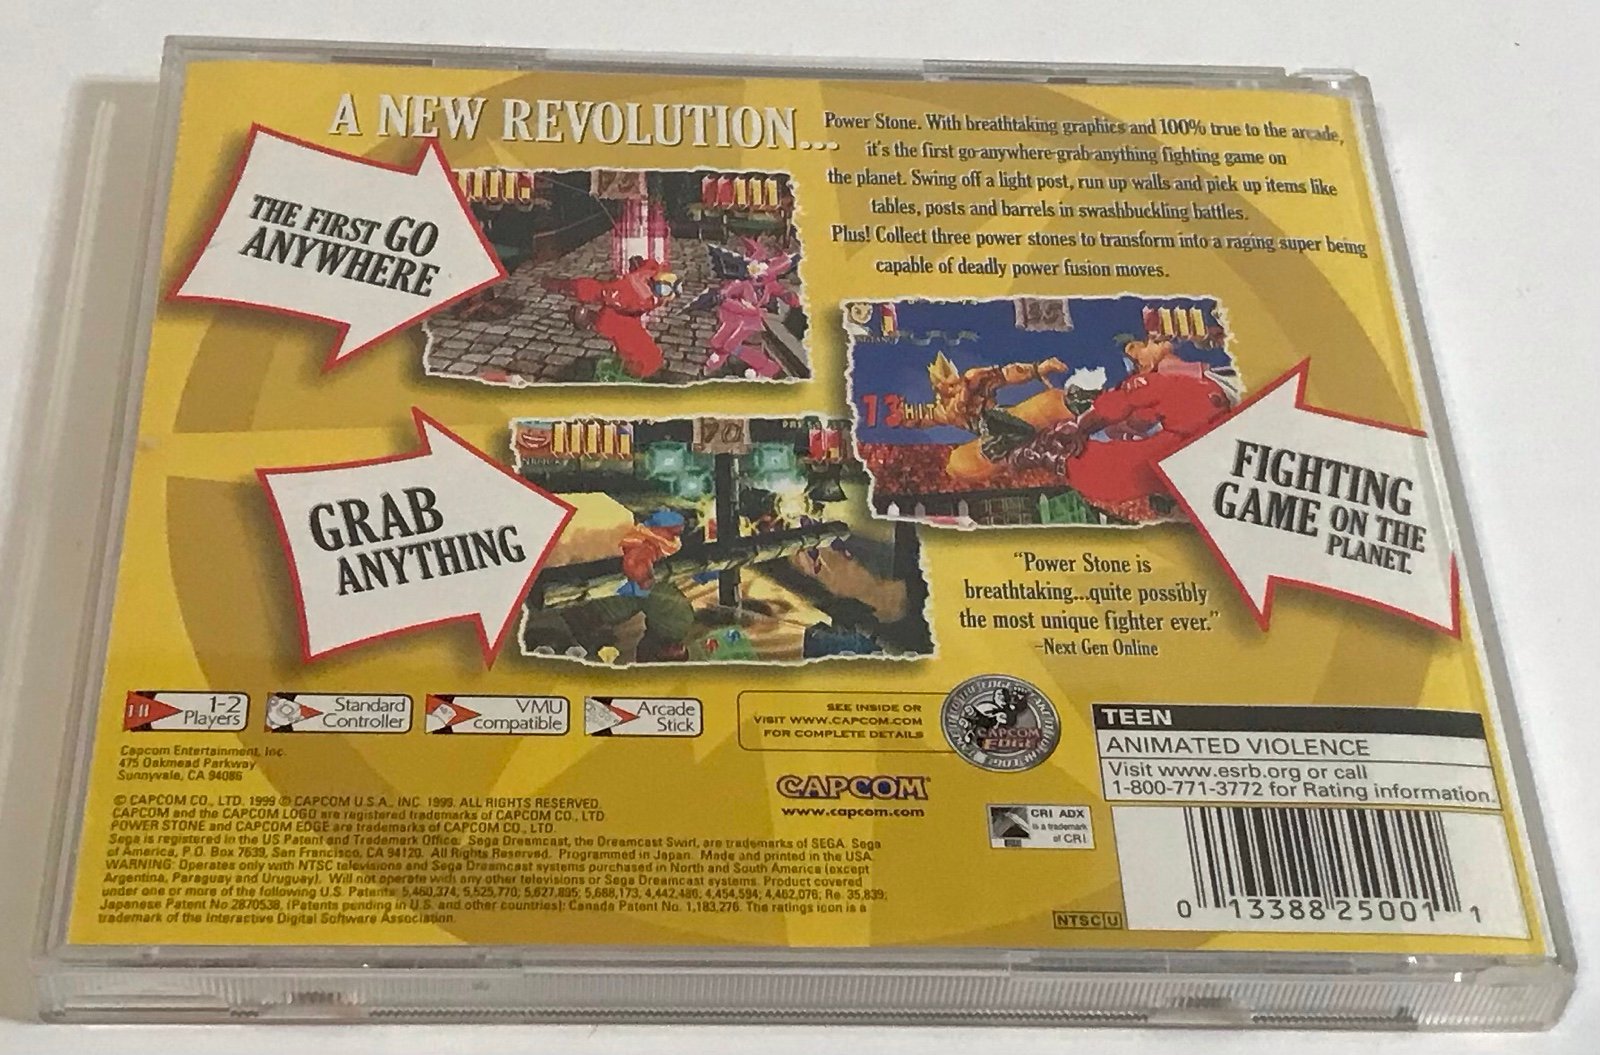 A NEW REVOLUTION...
Power Stone. With breathtaking graphics and 100% true to the arcade,
it's the first go-anywhere-grab-anything fighting game on
the planet. Swing off a light post, run up walls and pick up items like
tables, posts and barrels in swashbuckling battles.
Plus! Collect three power stones to transform into a raging super being
capable of deadly power fusion moves.
THE FIRST GO
ANYWHERE
13 HIT
GRAB
ANYTHING
FIGHTING
GAME ON THE
PLANET.
"Power Stone is
breathtaking...quite possibly
the most unique fighter ever."
-Next Gen Online
1-2
Players
Standard
Controller
VMU
compatible
Arcade
Stick
SEE INSIDE OR
VISIT WWW.CAPCOM.COM
FOR COMPLETE DETAILS
CAPCOM
EDGE
TEEN
ANIMATED VIOLENCE
Visit www.esrb.org or call
1-800-771-3772 for Rating information.
Capcom Entertainment, Inc.
475 Oakmead Parkway
Sunnyvale, CA 94086
CAPCOM
www.capcom.com
CRI ADX
is a trademark
of CRI
© CAPCOM CO., LTD. 1999 © CAPCOM U.S.A., INC. 1999. ALL RIGHTS RESERVED.
CAPCOM and the CAPCOM LOGO are registered trademarks of CAPCOM CO., LTD
POWER STONE and CAPCOM EDGE are trademarks of CAPCOM CO., LTD.
Sega is registered in the US Patent and Trademark Office. Sega Dreamcast, the Dreamcast Swirl, are trademarks of SEGA. Sega
of America, P.O. Box 7639, San Francisco, CA 94120. All Rights Reserved. Programmed in Japan. Made and printed in the USA.
WARNING: Operates only with NTSC televisions and Sega Dreamcast systems purchased in North and South America (except
Argentina, Paraguay and Uruguay). Will not operate with any other televisions or Sega Dreamcast systems. Product covered
under one or more of the following U.S. Patents: 5,460,374; 5,525,770; 5,627,895; 5,688,173; 4,442,486; 4,454,594; 4,462,076; Re. 35,839;
Japanese Patent No 2870538, (Patents pending in U.S. and other countries); Canada Patent No. 1,183,276. The ratings icon is a
trademark of the Interactive Digital Software Association.
NTSC U
0 13388 25001 1